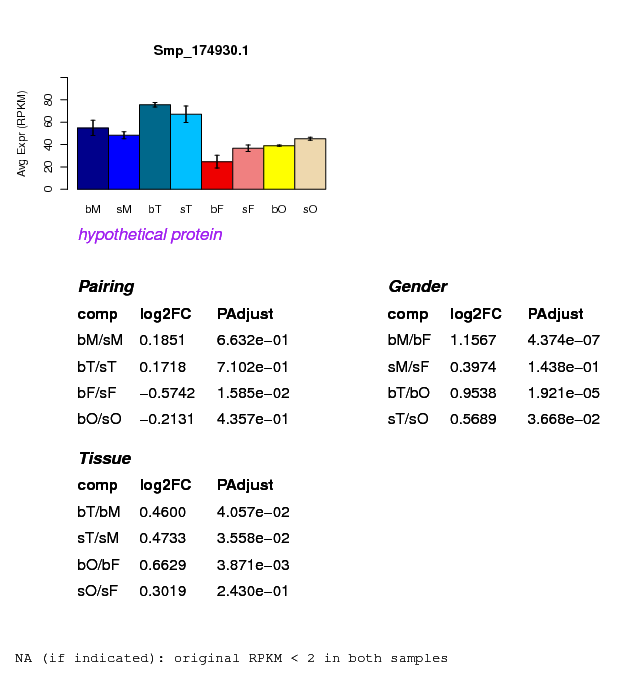 Smp_174930.1
Avg Expr (RPKM)
0 20 40 60 80
bM sM bT sT bF sF bO sO
hypothetical protein
Pairing
comp log2FC PAdjust
bM/sM 0.1851 6.632e−01
bT/sT 0.1718 7.102e−01
bF/sF −0.5742 1.585e−02
bO/sO −0.2131 4.357e−01
Gender
comp log2FC PAdjust
bM/bF 1.1567 4.374e−07
sM/sF 0.3974 1.438e−01
bT/bO 0.9538 1.921e−05
sT/sO 0.5689 3.668e−02
Tissue
comp log2FC PAdjust
bT/bM 0.4600 4.057e−02
sT/sM 0.4733 3.558e−02
bO/bF 0.6629 3.871e−03
sO/sF 0.3019 2.430e−01
NA (if indicated): original RPKM < 2 in both samples